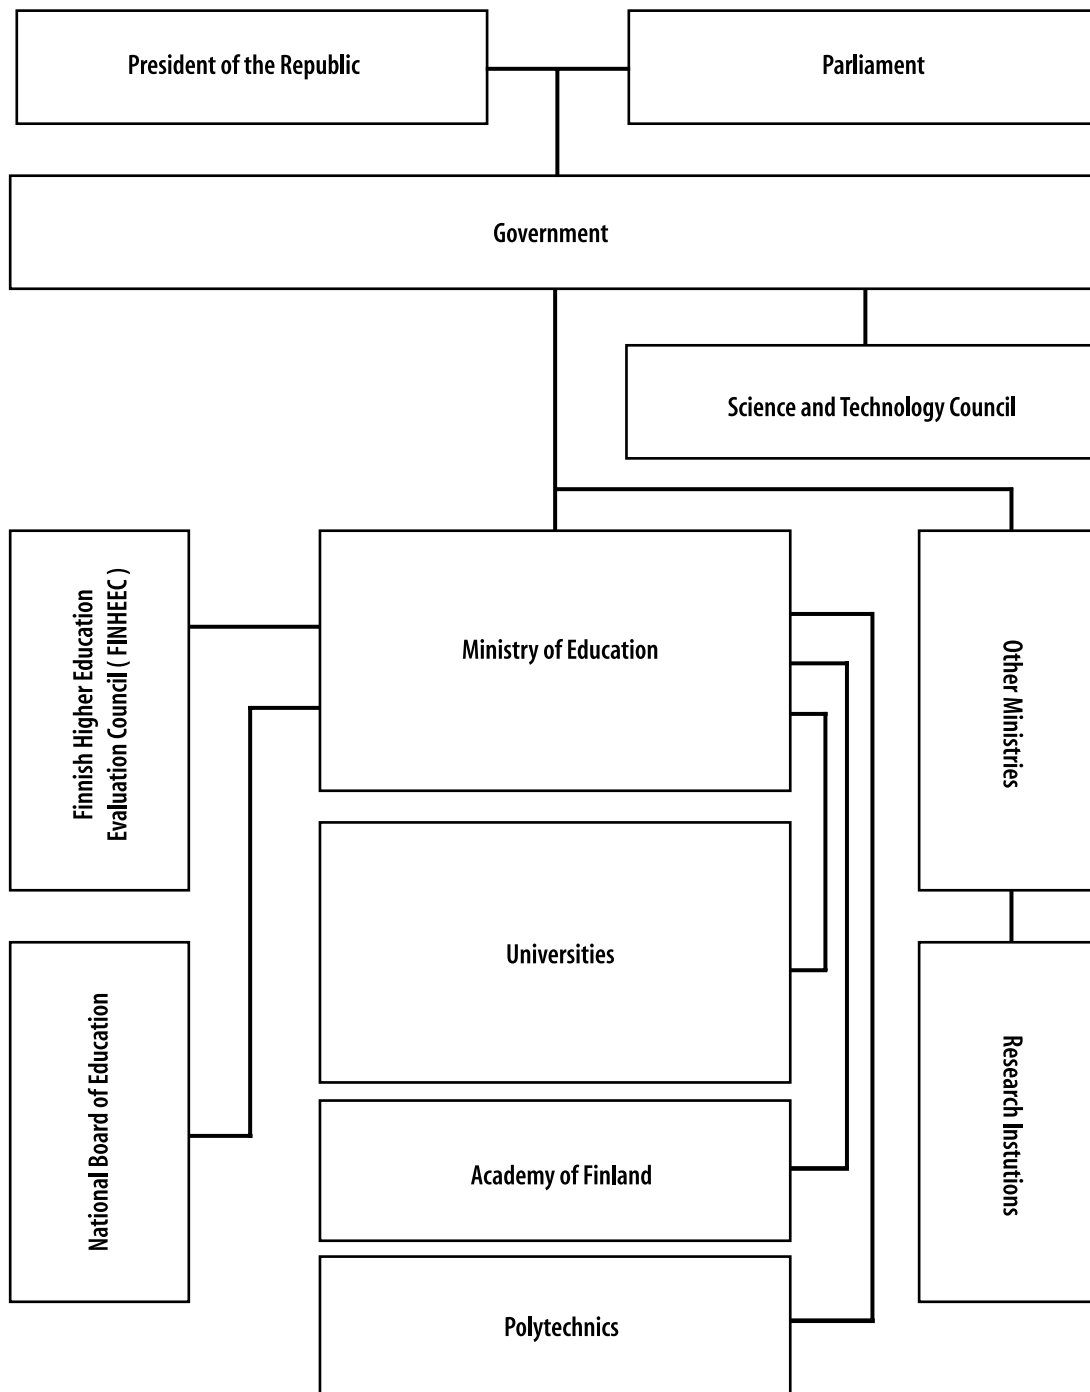 President of the Republic
Parliament
Government
Science and Technology Council
Finnish Higher Education
Evaluation Council ( FINHEEC )
Ministry of Education
Other Ministries
Universities
National Board of Education
Research Instutions
Academy of Finland
Polytechnics